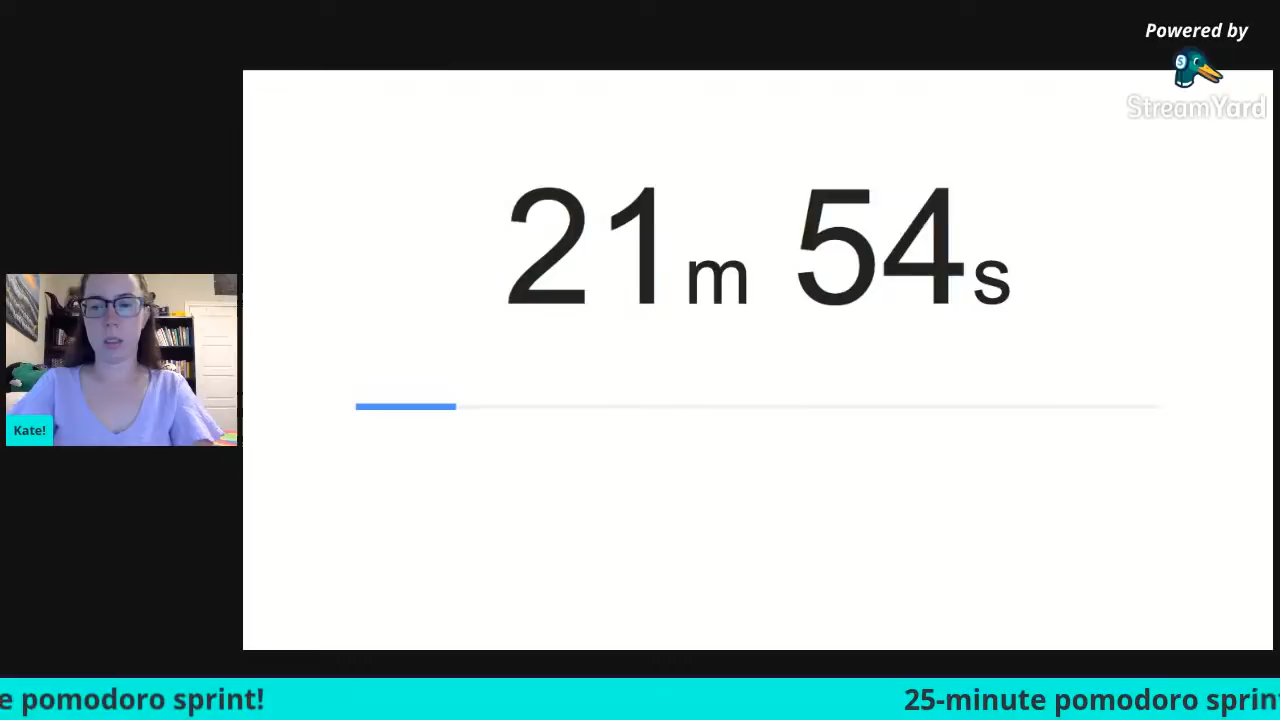 Powered by
StreamYard
21m 54s
Kate!
e pomodoro sprint!
25-minute pomodoro sprin